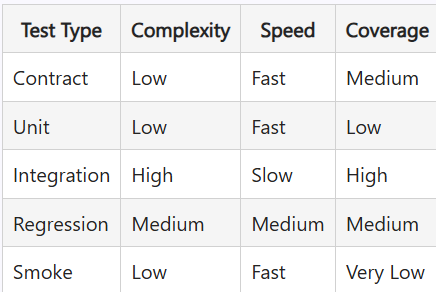 Test Type Complexity Speed Coverage
Contract Low Fast Medium
Unit Low Fast Low
Integration High Slow High
Regression Medium Medium Medium
Smoke Low Fast Very Low